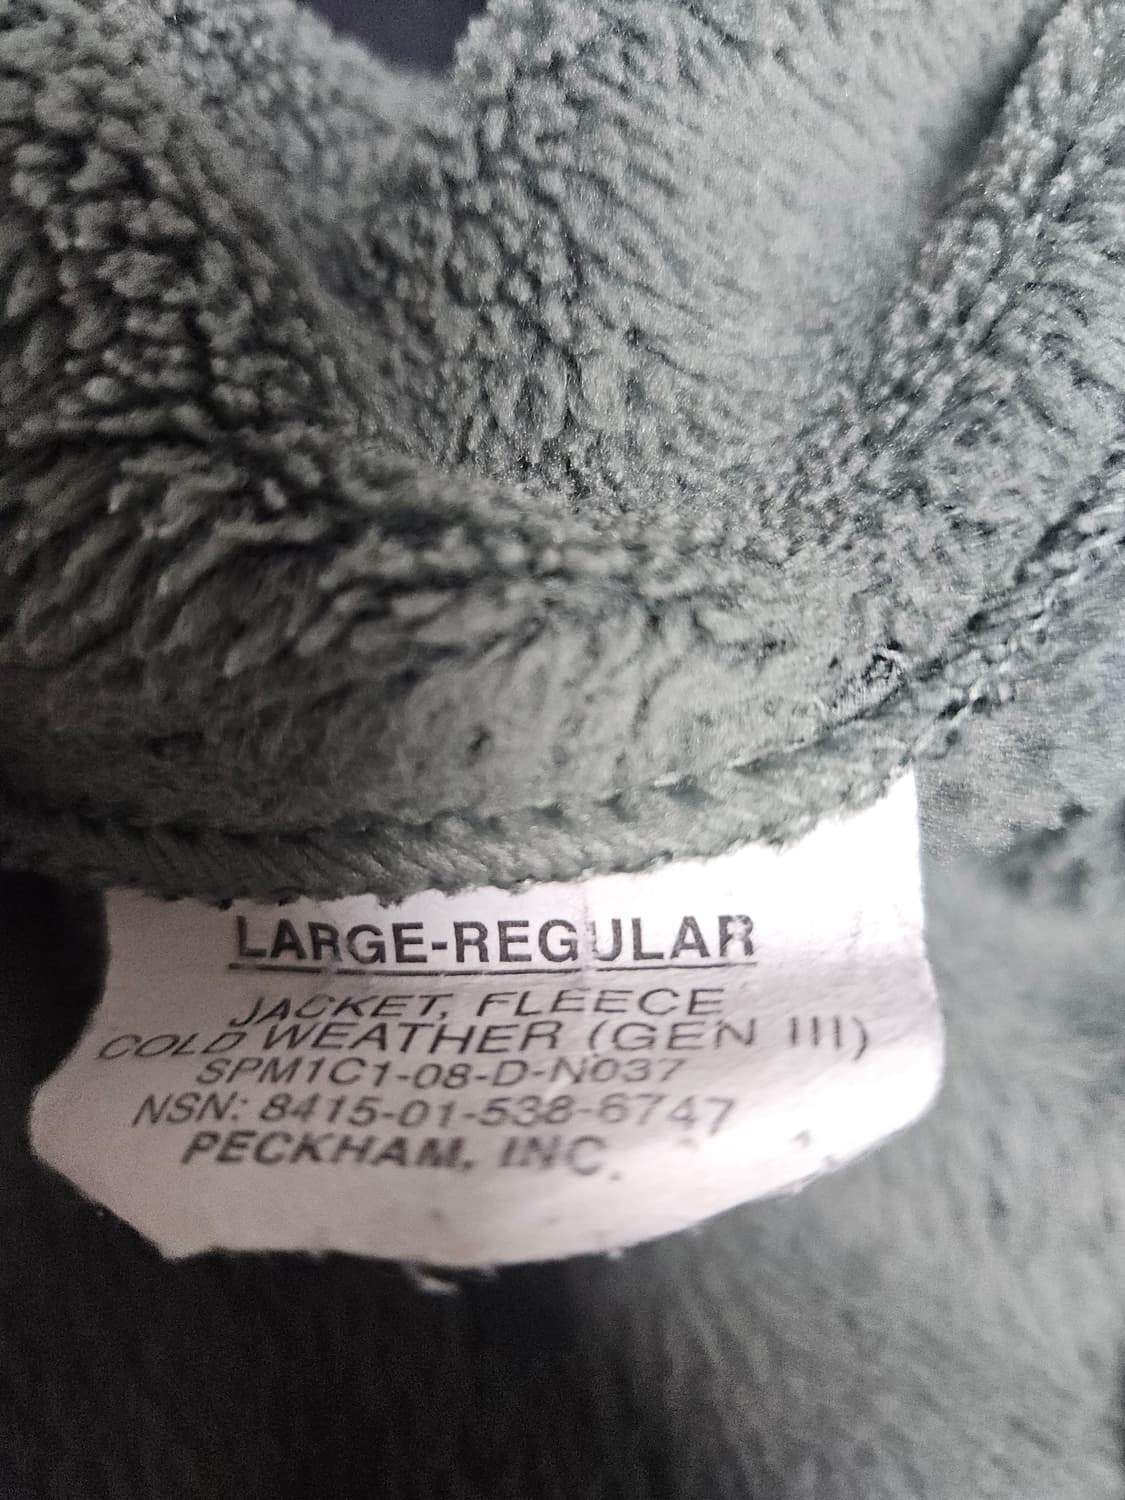 LARGE-REGULAR
JACKET, FLEECE
COLD WEATHER (GEN III)
SPM1C1-08-D-N037
NSN: 8415-01-538-6747
PECKHAM, INC.